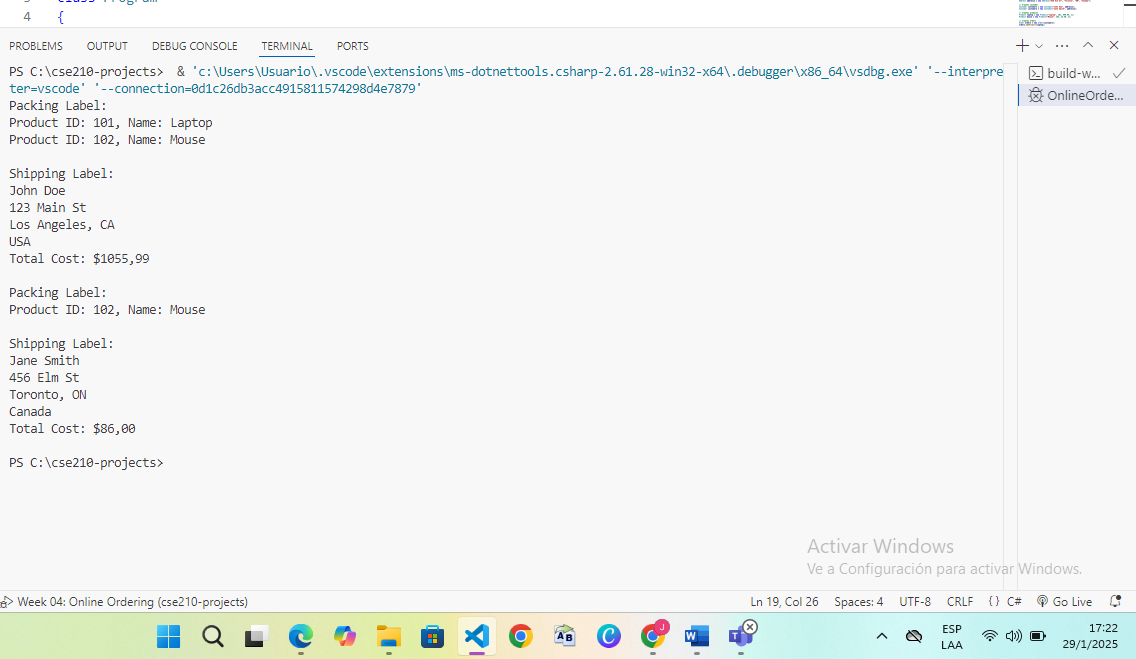 class Program
4 {
PROBLEMS OUTPUT DEBUG CONSOLE TERMINAL PORTS
PS C:\cse210-projects>  & 'c:\Users\Usuario\.vscode\extensions\ms-dotnettools.csharp-2.61.28-win32-x64\.debugger\x86_64\vsdbg.exe' '--interpre
ter=vscode' '--connection=0d1c26db3acc4915811574298d4e7879'
Packing Label:
Product ID: 101, Name: Laptop
Product ID: 102, Name: Mouse
Shipping Label:
John Doe
123 Main St
Los Angeles, CA
USA
Total Cost: $1055,99
Packing Label:
Product ID: 102, Name: Mouse
Shipping Label:
Jane Smith
456 Elm St
Toronto, ON
Canada
Total Cost: $86,00
PS C:\cse210-projects>
build-w...
OnlineOrde...
Activar Windows
Ve a Configuración para activar Windows.
Week 04: Online Ordering (cse210-projects) Ln 19, Col 26 Spaces: 4 UTF-8 CRLF {} C# Go Live
ESP
LAA
17:22
29/1/2025